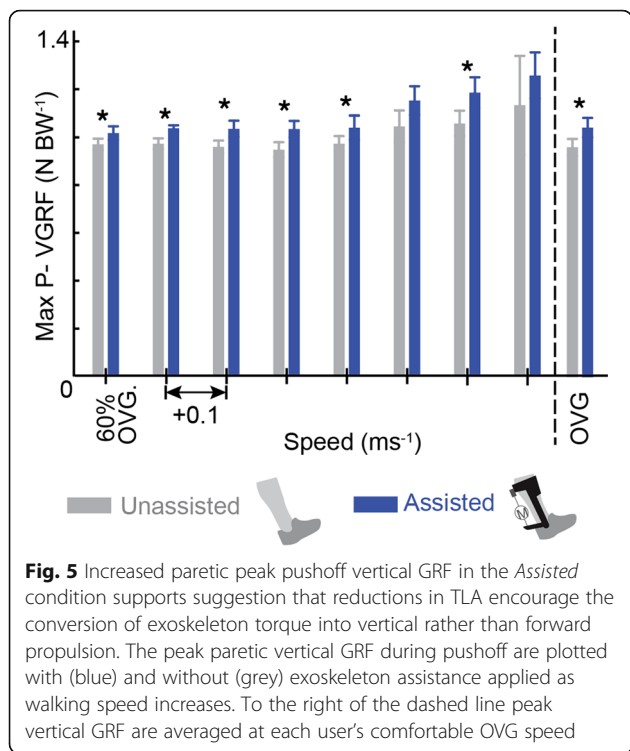 1.4
Max P- VGRF (N BW-1)
* * * * * * *
0
60% OVG.
+0.1
OVG
Speed (ms-1)
Unassisted
M
Assisted
Fig. 5 Increased paretic peak pushoff vertical GRF in the Assisted
condition supports suggestion that reductions in TLA encourage the
conversion of exoskeleton torque into vertical rather than forward
propulsion. The peak paretic vertical GRF during pushoff are plotted
with (blue) and without (grey) exoskeleton assistance applied as
walking speed increases. To the right of the dashed line peak
vertical GRF are averaged at each user's comfortable OVG speed